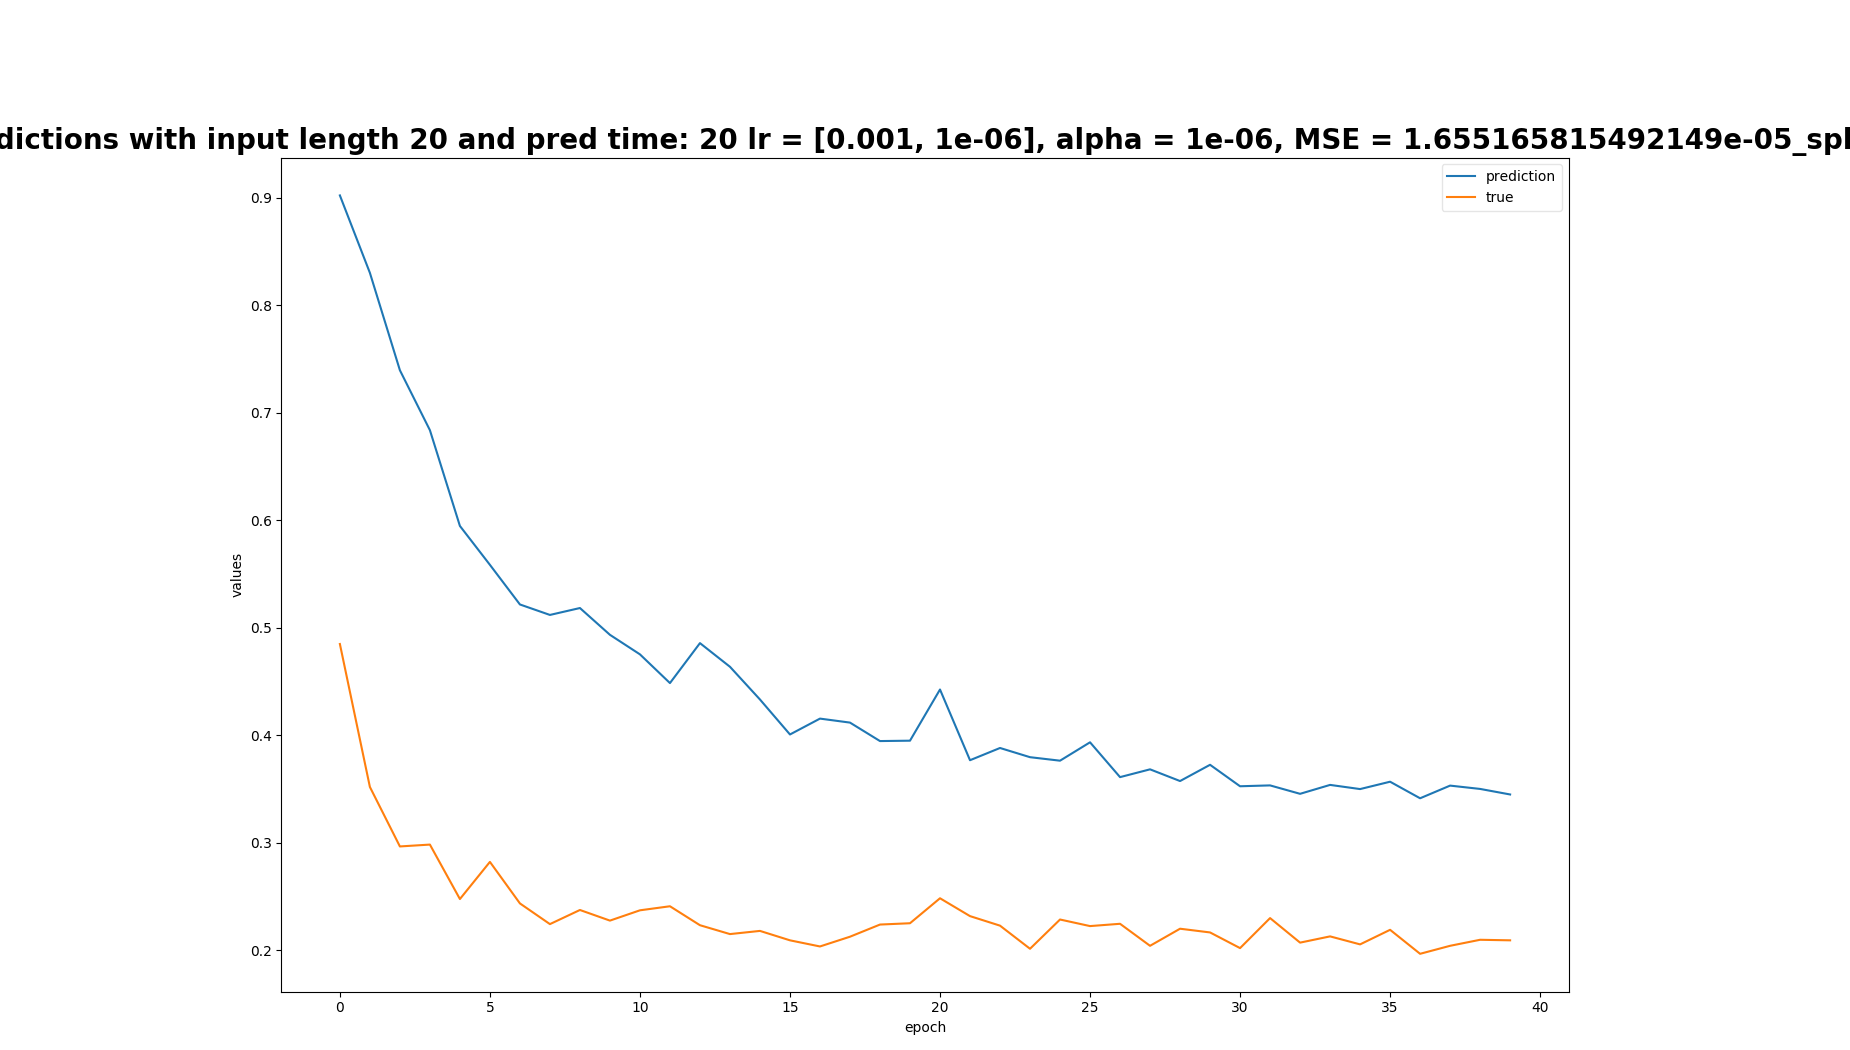 dictions with input length 20 and pred time: 20 lr = [0.001, 1e-06], alpha = 1e-06, MSE = 1.655165815492149e-05_spl
prediction
true
0.9
0.8
0.7
0.6
0.5
0.4
0.3
0.2
values
0 5 10 15 20 25 30 35 40
epoch